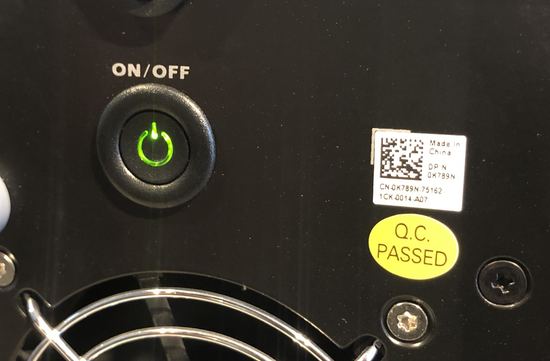 ON/OFF
Made in
China
DP/N
0K789N
CN-0K789N-75162
1CK-0014-A07
Q.C.
PASSED